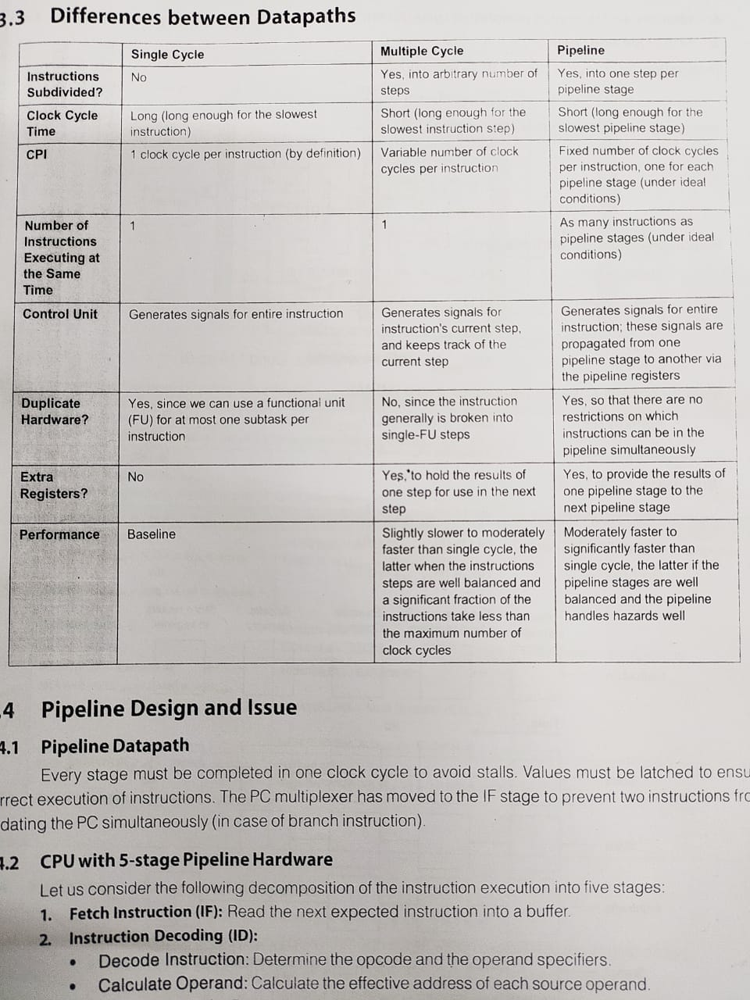 3.3 Differences between Datapaths
Single Cycle
Multiple Cycle
Pipeline
Instructions
Subdivided?
No
Yes, into arbitrary number of
steps
Yes, into one step per
pipeline stage
Clock Cycle
Time
Long (long enough for the slowest
instruction)
Short (long enough for the
slowest instruction step)
Short (long enough for the
slowest pipeline stage)
CPI
1 clock cycle per instruction (by definition)
Variable number of clock
cycles per instruction
Fixed number of clock cycles
per instruction, one for each
pipeline stage (under ideal
conditions)
Number of
Instructions
Executing at
the Same
Time
1
1
As many instructions as
pipeline stages (under ideal
conditions)
Control Unit
Generates signals for entire instruction
Generates signals for
instruction's current step,
and keeps track of the
current step
Generates signals for entire
instruction; these signals are
propagated from one
pipeline stage to another via
the pipeline registers
Duplicate
Hardware?
Yes, since we can use a functional unit
(FU) for at most one subtask per
instruction
No, since the instruction
generally is broken into
single-FU steps
Yes, so that there are no
restrictions on which
instructions can be in the
pipeline simultaneously
Extra
Registers?
No
Yes, to hold the results of
one step for use in the next
step
Yes, to provide the results of
one pipeline stage to the
next pipeline stage
Performance
Baseline
Slightly slower to moderately
faster than single cycle, the
latter when the instructions
steps are well balanced and
a significant fraction of the
instructions take less than
the maximum number of
clock cycles
Moderately faster to
significantly faster than
single cycle, the latter if the
pipeline stages are well
balanced and the pipeline
handles hazards well
.4 Pipeline Design and Issue
4.1 Pipeline Datapath
Every stage must be completed in one clock cycle to avoid stalls. Values must be latched to ensu
rrect execution of instructions. The PC multiplexer has moved to the IF stage to prevent two instructions fro
dating the PC simultaneously (in case of branch instruction).
4.2 CPU with 5-stage Pipeline Hardware
Let us consider the following decomposition of the instruction execution into five stages:
1. Fetch Instruction (IF): Read the next expected instruction into a buffer.
2. Instruction Decoding (ID):
• Decode Instruction: Determine the opcode and the operand specifiers.
• Calculate Operand: Calculate the effective address of each source operand.